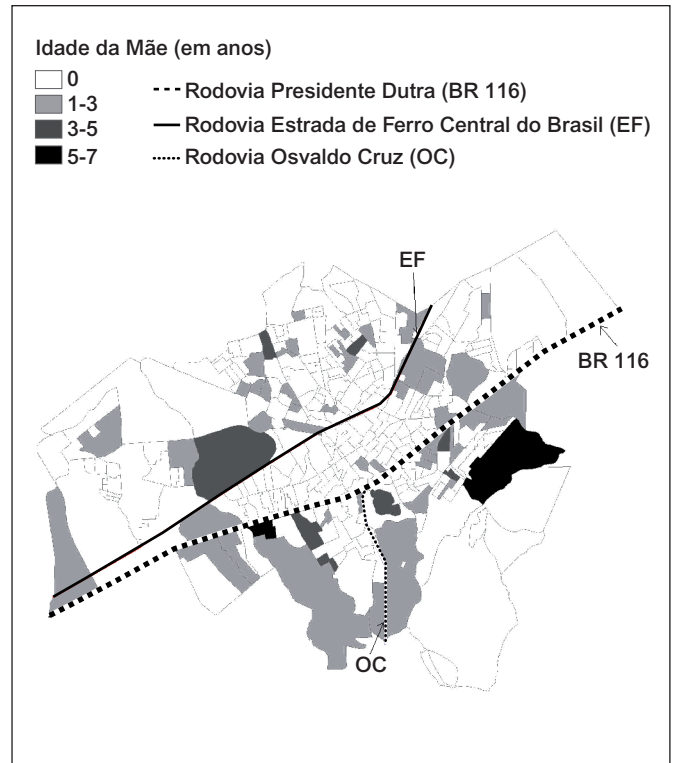 Idade da Mãe (em anos)
0
1-3
3-5
5-7
Rodovia Presidente Dutra (BR 116)
Rodovia Estrada de Ferro Central do Brasil (EF)
Rodovia Osvaldo Cruz (OC)
EF
BR 116
OC